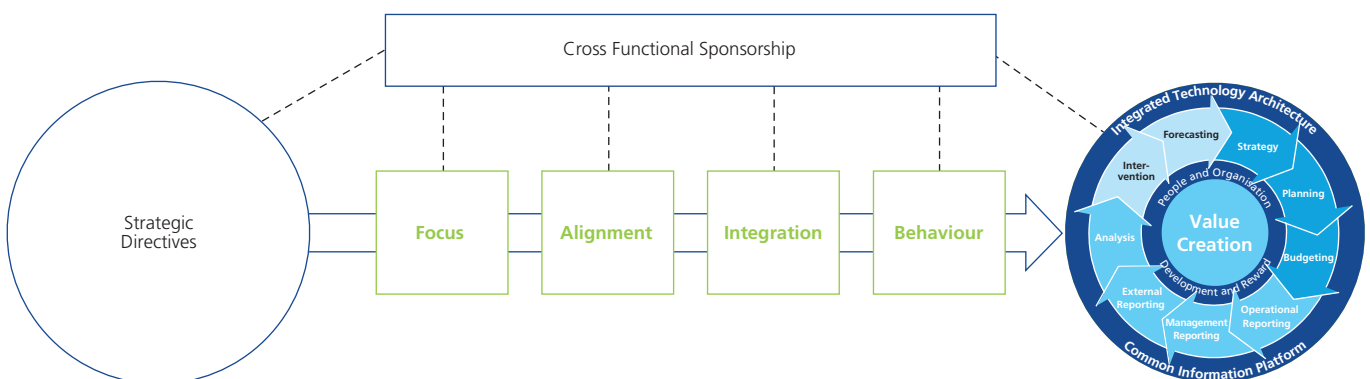 Cross Functional Sponsorship
Strategic
Directives
Focus
Alignment
Integration
Behaviour
Integrated Technology Architecture
Forecasting
Strategy
Inter-
vention
Planning
People and Organisation
Value
Creation
Analysis
Budgeting
Development and Reward
External
Reporting
Operational
Reporting
Management
Reporting
Common Information Platform